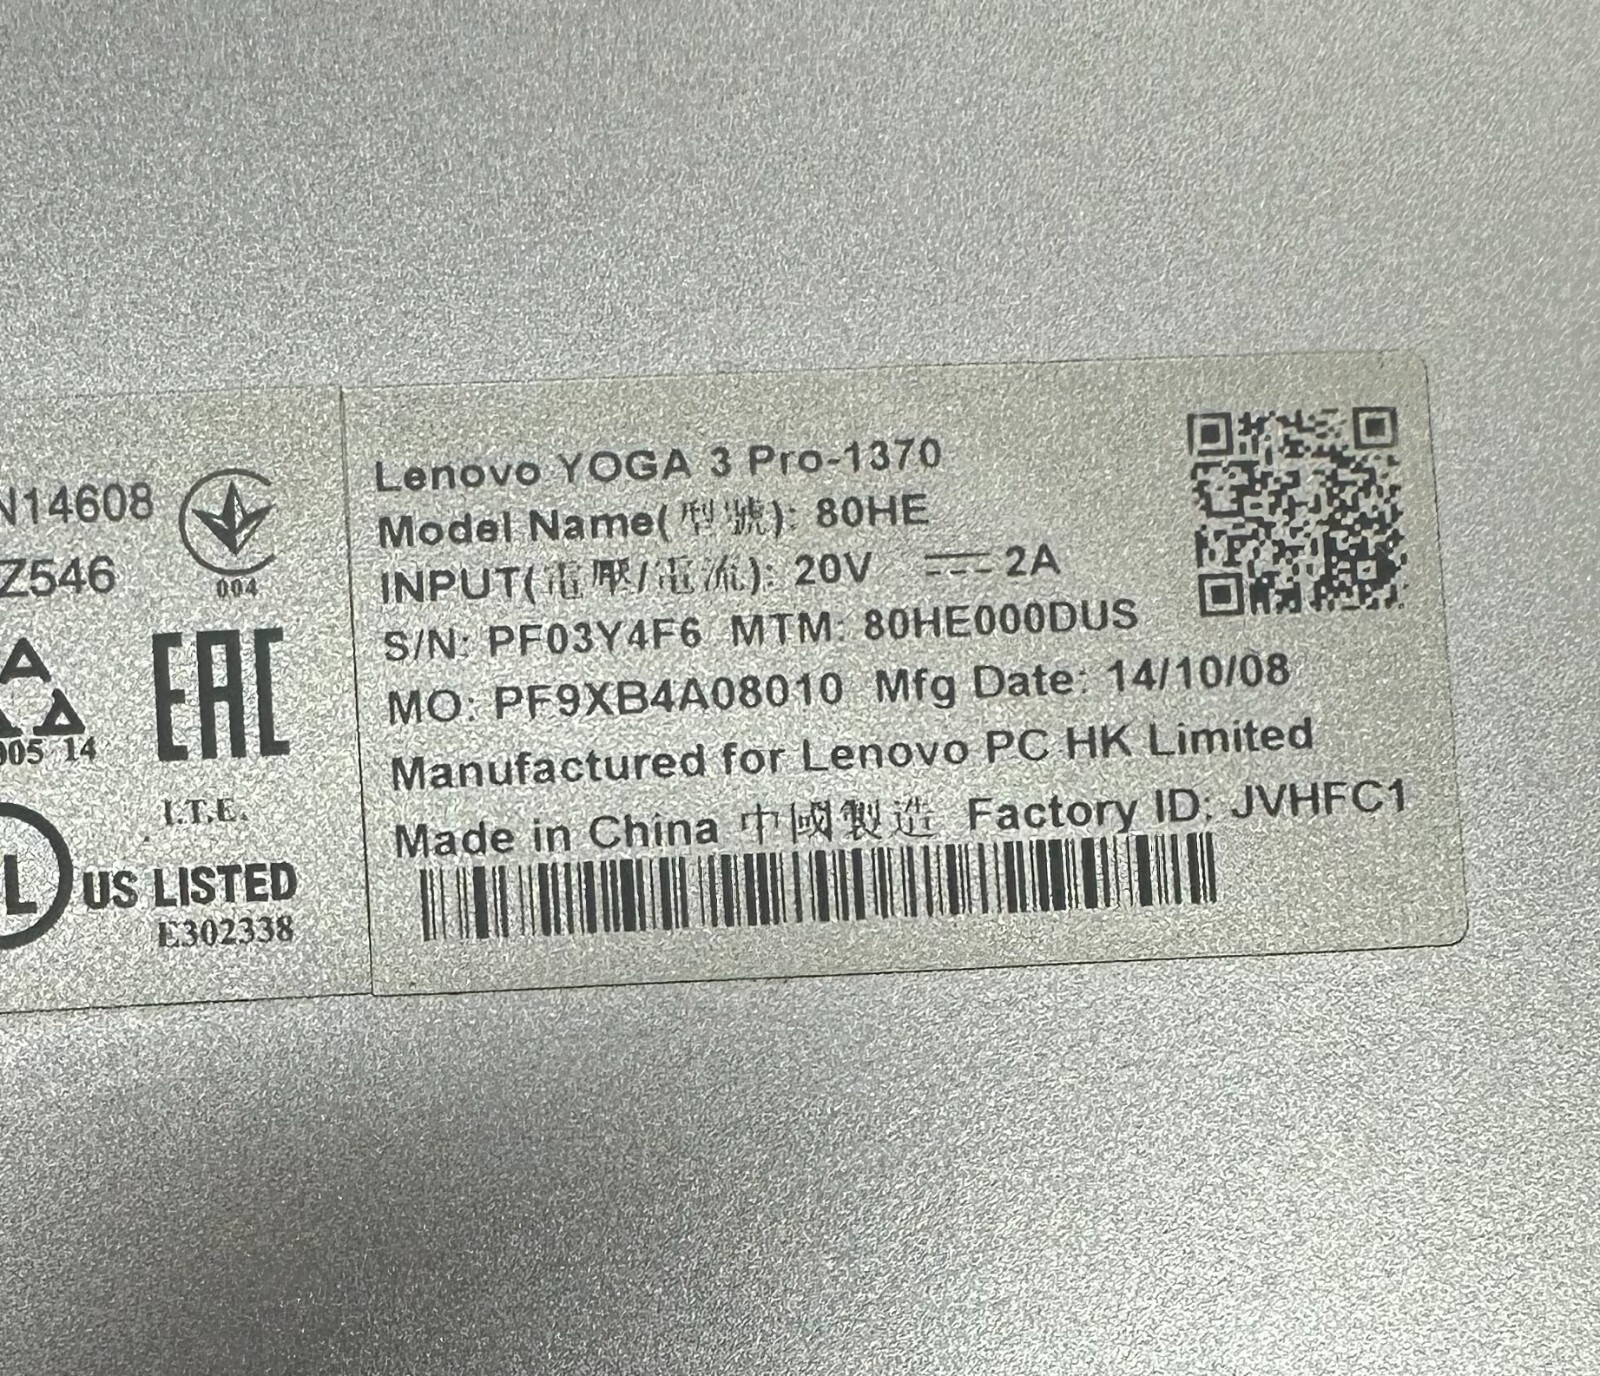 N14608
Z546
004
005 14
EAC
I.T.E.
L US LISTED
E302338
Lenovo YOGA 3 Pro-1370
Model Name(型號): 80HE
INPUT(電壓/電流): 20V ⎓ 2A
S/N: PF03Y4F6 MTM: 80HE000DUS
MO: PF9XB4A08010 Mfg Date: 14/10/08
Manufactured for Lenovo PC HK Limited
Made in China 中國製造 Factory ID: JVHFC1